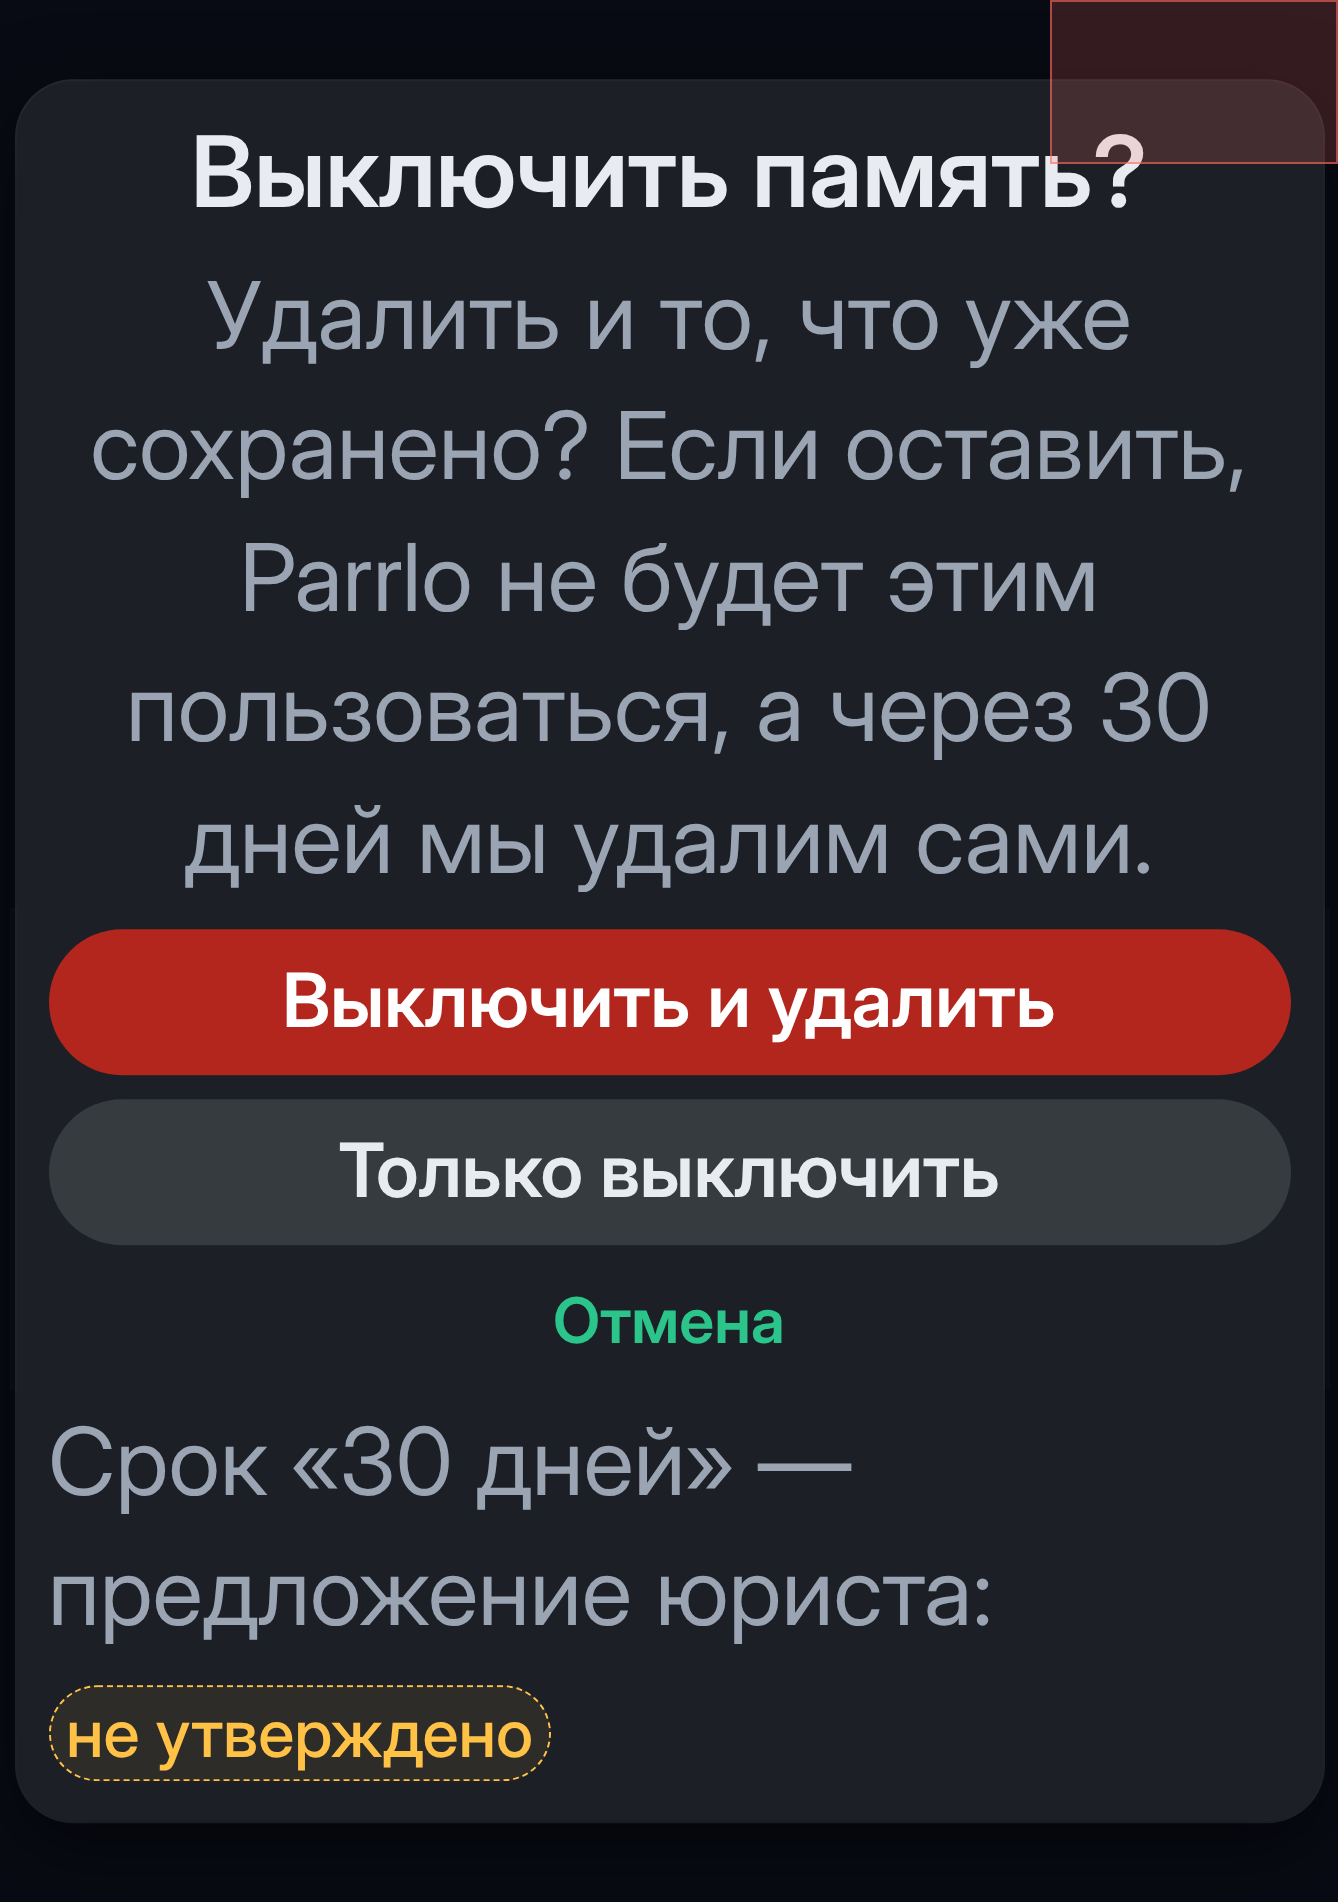 Выключить память?
Удалить и то, что уже
сохранено? Если оставить,
Parrlo не будет этим
пользоваться, а через 30
дней мы удалим сами.
Выключить и удалить
Только выключить
Отмена
Срок «30 дней» —
предложение юриста:
не утверждено